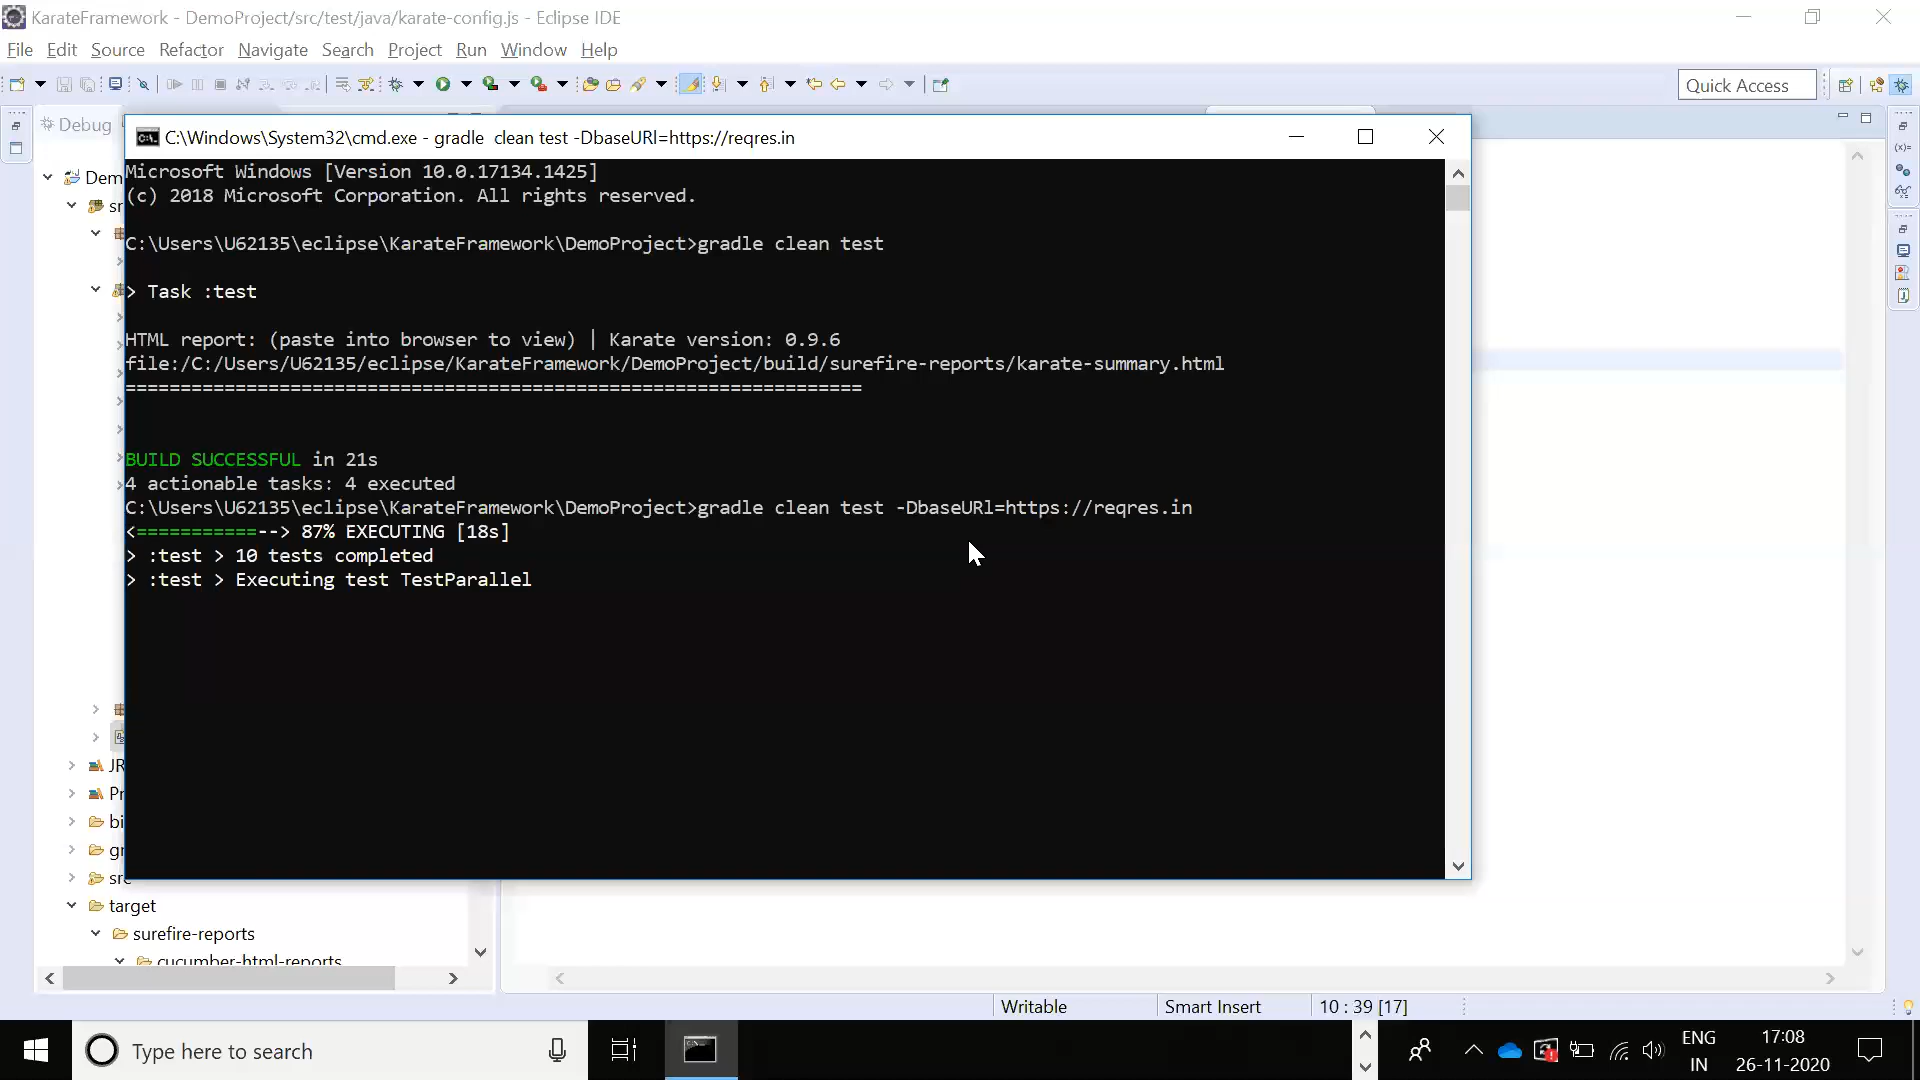 KarateFramework - DemoProject/src/test/java/karate-config.js - Eclipse IDE
File Edit Source Refactor Navigate Search Project Run Window Help
Quick Access
Debug
C:\Windows\System32\cmd.exe - gradle  clean test -DbaseURl=https://reqres.in
Microsoft Windows [Version 10.0.17134.1425]
(c) 2018 Microsoft Corporation. All rights reserved.
C:\Users\U62135\eclipse\KarateFramework\DemoProject>gradle clean test
> Task :test
HTML report: (paste into browser to view) | Karate version: 0.9.6
file:/C:/Users/U62135/eclipse/KarateFramework/DemoProject/build/surefire-reports/karate-summary.html
===================================================================
BUILD SUCCESSFUL in 21s
4 actionable tasks: 4 executed
C:\Users\U62135\eclipse\KarateFramework\DemoProject>gradle clean test -DbaseURl=https://reqres.in
<===========--> 87% EXECUTING [18s]
> :test > 10 tests completed
> :test > Executing test TestParallel
Dem
sr
JR
Pr
bi
gr
src
target
surefire-reports
cucumber-html-reports
Writable
Smart Insert
10 : 39 [17]
Type here to search
ENG
IN
17:08
26-11-2020